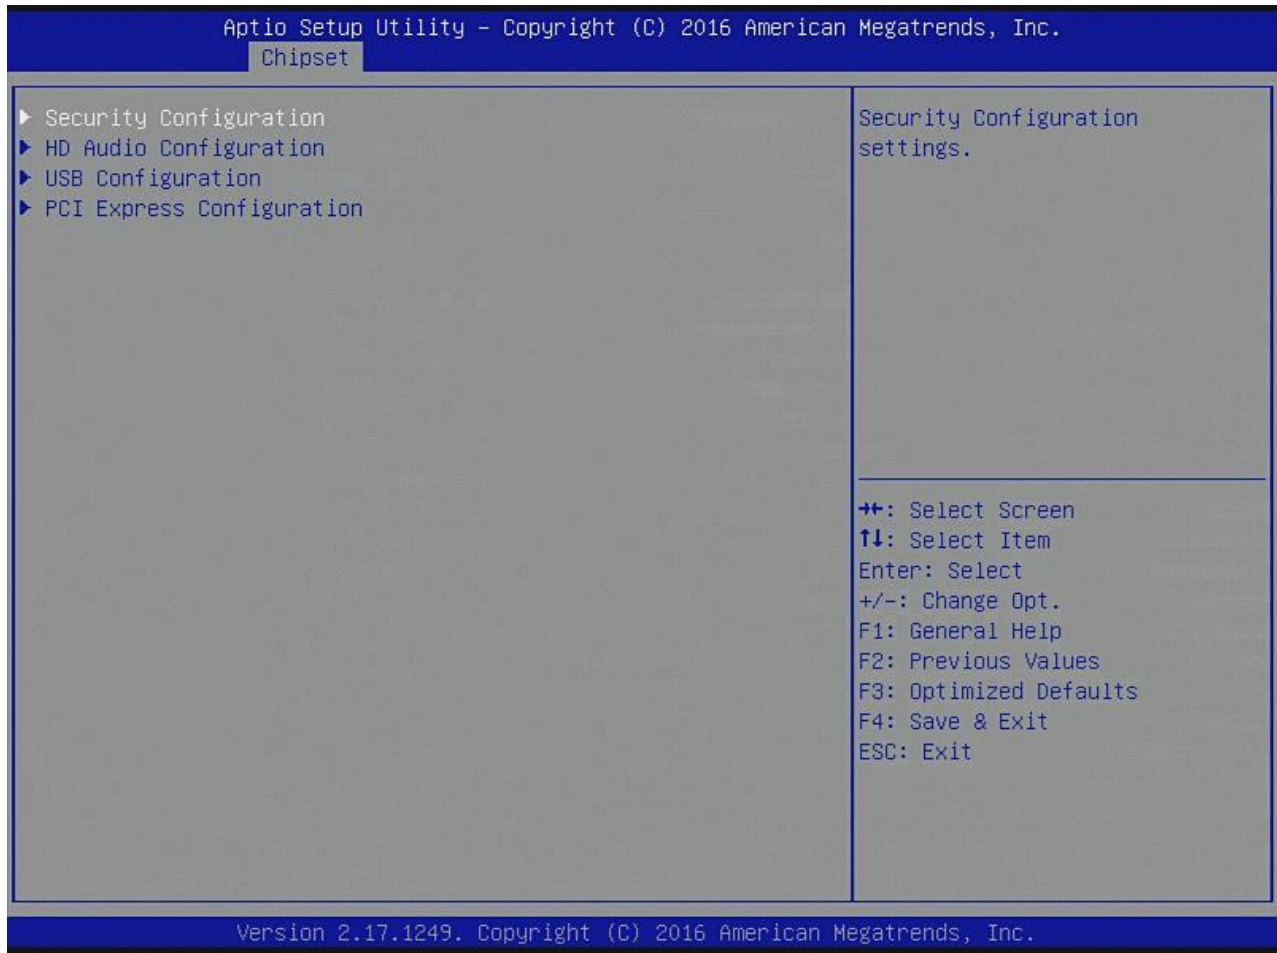 Aptio Setup Utility – Copyright (C) 2016 American Megatrends, Inc.
Chipset
Security Configuration
HD Audio Configuration
USB Configuration
PCI Express Configuration
Security Configuration
settings.
→←: Select Screen
↑↓: Select Item
Enter: Select
+/-: Change Opt.
F1: General Help
F2: Previous Values
F3: Optimized Defaults
F4: Save & Exit
ESC: Exit
Version 2.17.1249. Copyright (C) 2016 American Megatrends, Inc.